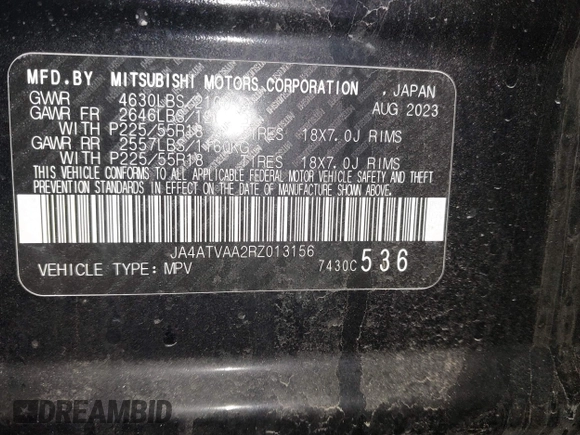 MFD.BY MITSUBISHI MOTORS CORPORATION , JAPAN
GVWR 4630LBS AUG 2023
GAWR FR 2646LBS
WITH P225/55R18 TIRES 18X7.0J RIMS
GAWR RR 2557LBS/1160KG
WITH P225/55R18 TIRES 18X7.0J RIMS
THIS VEHICLE CONFORMS TO ALL APPLICABLE FEDERAL MOTOR VEHICLE SAFETY AND
THEFT PREVENTION STANDARDS IN EFFECT ON THE DATE OF MANUFACTURE SHOWN ABOVE.
JA4ATVAA2RZ013156
VEHICLE TYPE: MPV 7430C 536
DREAMBID